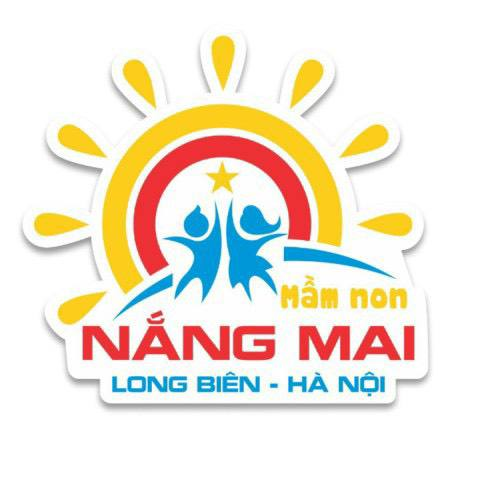 Mầm non
NẮNG MAI
LONG BIÊN - HÀ NỘI